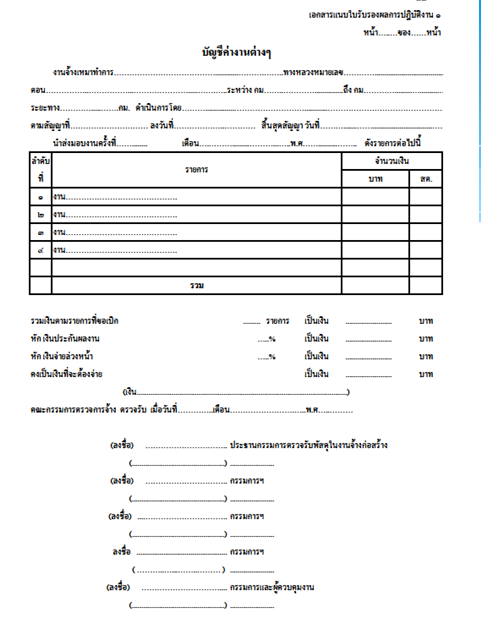 เอกสารแนบใบรับรองผลการปฏิบัติงาน ๑
หน้า........ของ......หน้า
บัญชีค่างานต่างๆ
งานจ้างเหมาทำการ................................................................ทางหลวงหมายเลข........................................
ตอน.....................................................................ระหว่าง กม...............................ถึง กม...............................
ระยะทาง......................กม.  ดำเนินการโดย...............................................................................................
ตามสัญญาที่............................ ลงวันที่.............................. สิ้นสุดสัญญา วันที่..............................................
นำส่งมอบงานครั้งที่............ เดือน...................................พ.ศ................... ดังรายการต่อไปนี้
ลำดับที่ รายการ จำนวนเงิน
บาท สต.
๑ งาน........................................
๒ งาน........................................
๓ งาน........................................
๔ งาน........................................
รวม
รวมเงินตามรายการที่ขอเบิก ........ รายการ เป็นเงิน ...................... บาท
หัก เงินประกันผลงาน .....% เป็นเงิน ...................... บาท
หัก เงินจ่ายล่วงหน้า .....% เป็นเงิน ...................... บาท
คงเป็นเงินที่จะต้องจ่าย เป็นเงิน ...................... บาท
(เงิน..............................................................................................)
คณะกรรมการตรวจการจ้าง ตรวจรับ เมื่อวันที่.............เดือน............................พ.ศ.............
(ลงชื่อ) .............................. ประธานกรรมการตรวจรับพัสดุในงานจ้างก่อสร้าง
(........................................) ....................
(ลงชื่อ) .............................. กรรมการฯ
(........................................) ....................
(ลงชื่อ) .............................. กรรมการฯ
(........................................) ....................
ลงชื่อ .................................. กรรมการฯ
(..............................) ....................
(ลงชื่อ) .............................. กรรมการและผู้ควบคุมงาน
(........................................) ....................